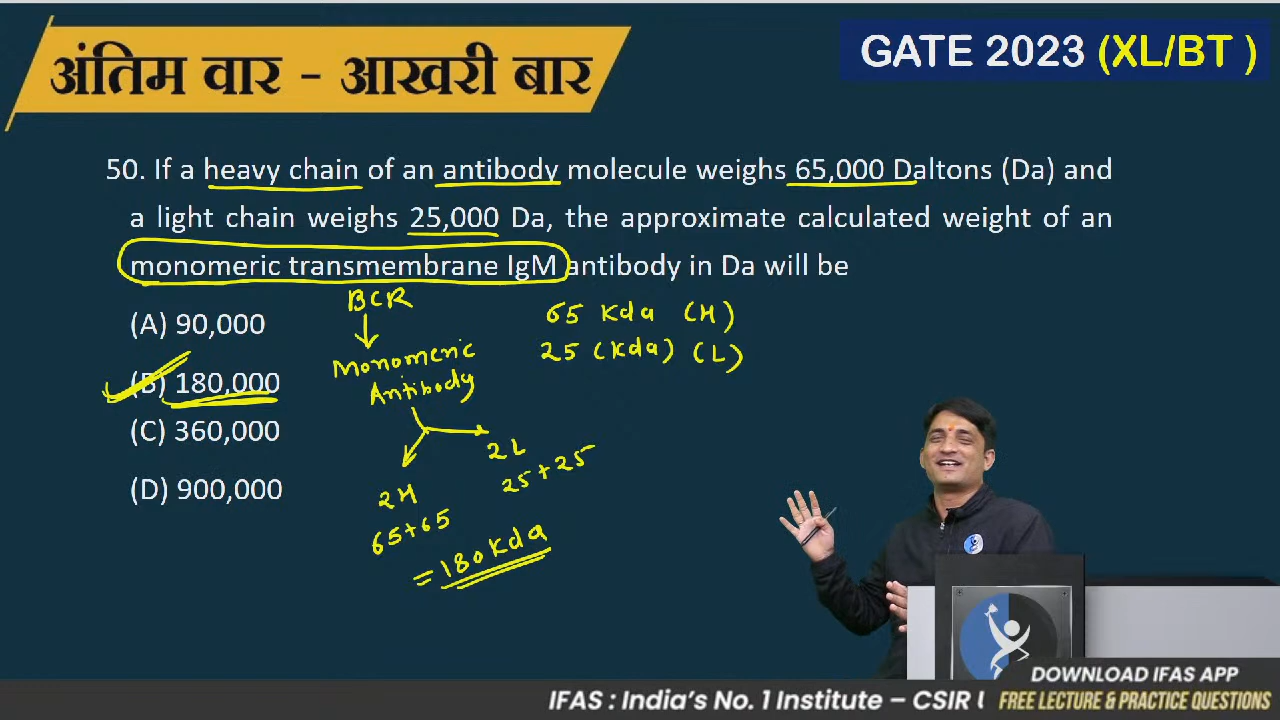 अंतिम वार - आखरी बार
GATE 2023 (XL/BT )
50. If a heavy chain of an antibody molecule weighs 65,000 Daltons (Da) and
a light chain weighs 25,000 Da, the approximate calculated weight of an
monomeric transmembrane IgM antibody in Da will be
(A) 90,000
(B) 180,000
(C) 360,000
(D) 900,000
BCR
Monomeric
Antibody
65 Kda (H)
25 (Kda) (L)
2H
65+65
2L
25+25
=180Kda
DOWNLOAD IFAS APP
IFAS : India's No. 1 Institute – CSIR
FREE LECTURE & PRACTICE QUESTIONS